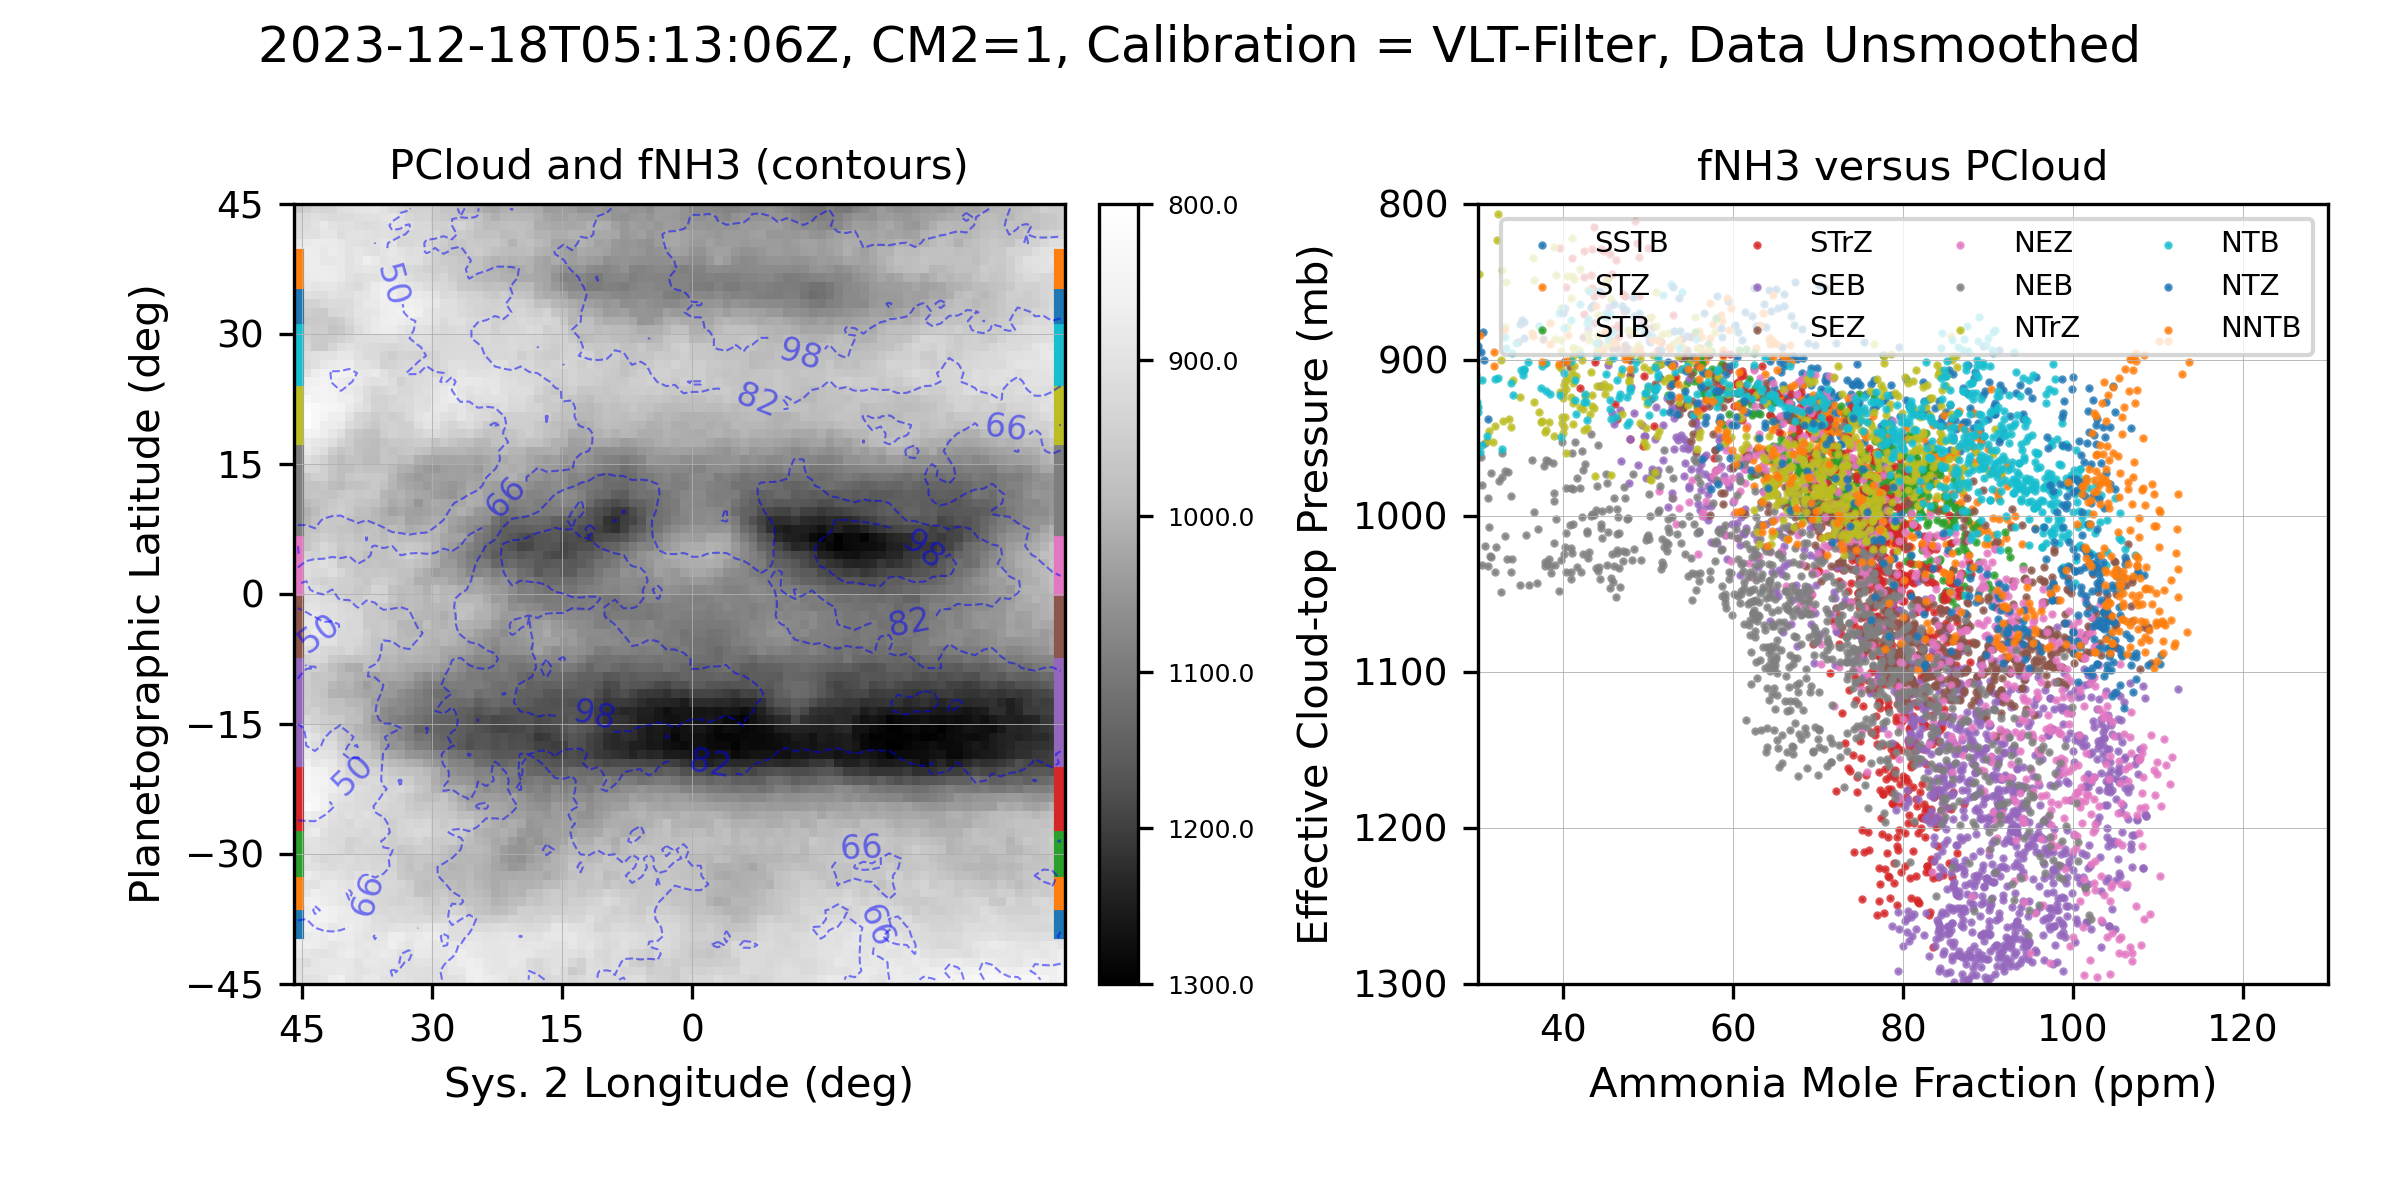 2023-12-18T05:13:06Z, CM2=1, Calibration = VLT-Filter, Data Unsmoothed
PCloud and fNH3 (contours)
Planetographic Latitude (deg)
45
30
15
0
−15
−30
−45
45 30 15 0
Sys. 2 Longitude (deg)
50
98
82
66
66
98
50
82
98
82
50
66
66
66
800.0
900.0
1000.0
1100.0
1200.0
1300.0
fNH3 versus PCloud
Effective Cloud-top Pressure (mb)
800
900
1000
1100
1200
1300
SSTB STrZ NEZ NTB
STZ SEB NEB NTZ
STB SEZ NTrZ NNTB
40 60 80 100 120
Ammonia Mole Fraction (ppm)